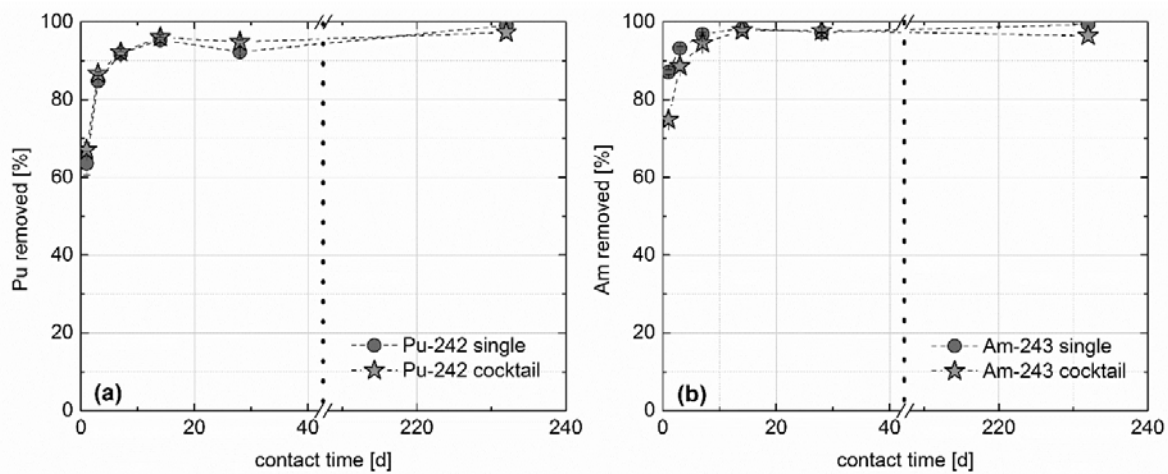 100
80
60
40
20
0
Pu removed [%]
Pu-242 single
Pu-242 cocktail
(a)
0 20 40 220 240
contact time [d]
100
80
60
40
20
0
Am removed [%]
Am-243 single
Am-243 cocktail
(b)
0 20 40 220 240
contact time [d]